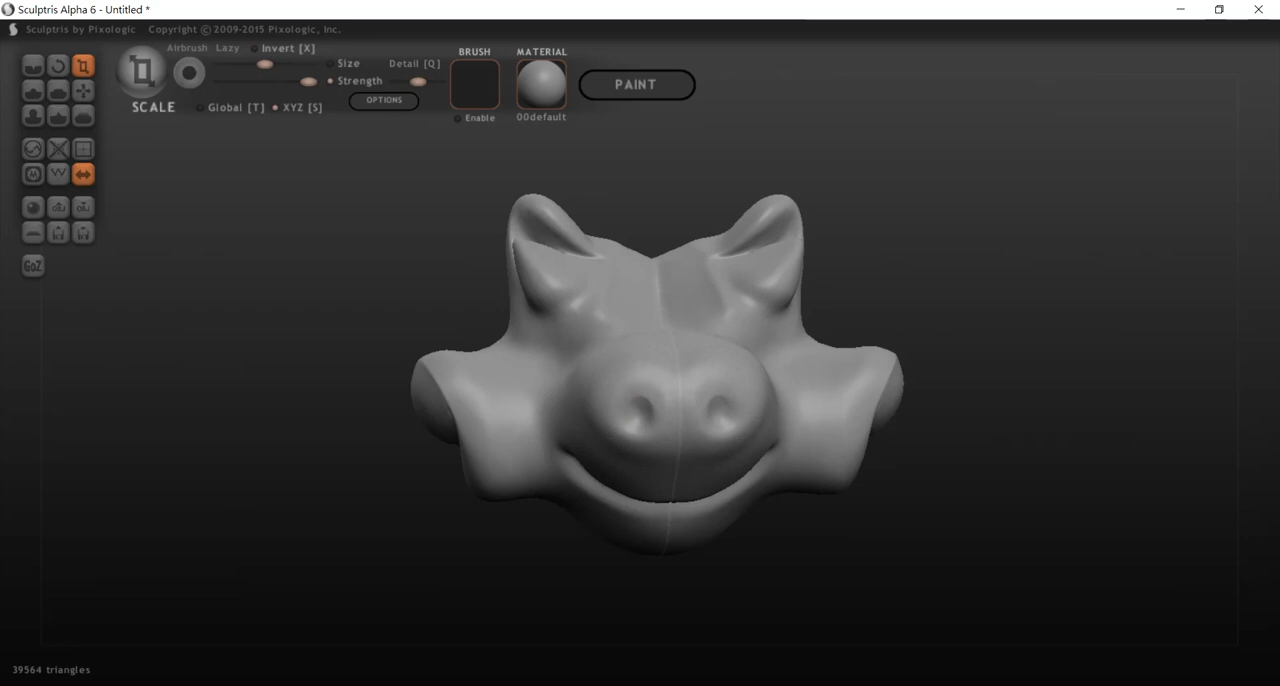 Sculptris Alpha 6 - Untitled *
Sculptris by Pixologic Copyright © 2009-2015 Pixologic, Inc.
Airbrush Lazy Invert [X]
BRUSH MATERIAL
Size Detail [Q]
Strength
PAINT
OPTIONS
SCALE Global [T] XYZ [S]
Enable 00default
GoZ
39564 triangles